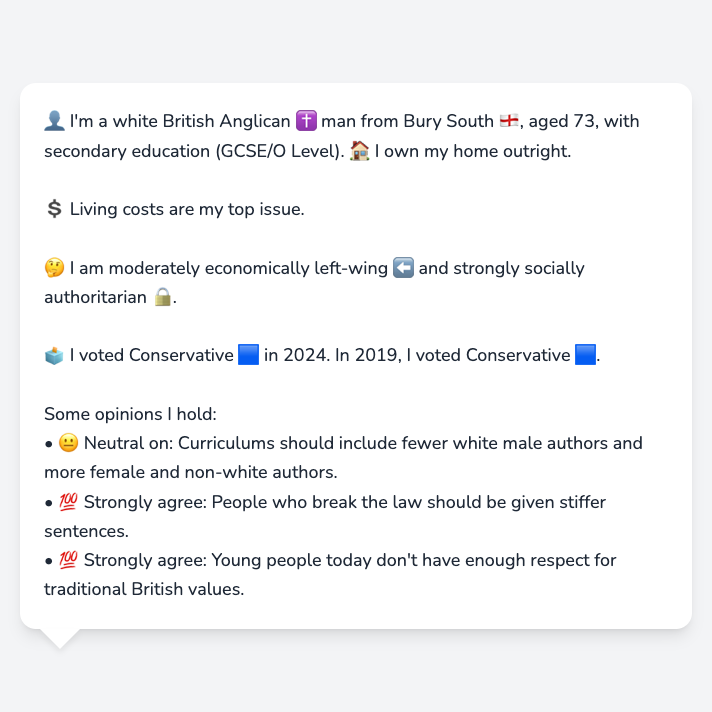 👤 I'm a white British Anglican ✝️ man from Bury South 🏴󠁧󠁢󠁥󠁮󠁧󠁿, aged 73, with
secondary education (GCSE/O Level). 🏠 I own my home outright.
💲 Living costs are my top issue.
🤔 I am moderately economically left-wing ⬅️ and strongly socially
authoritarian 🔒.
🗳️ I voted Conservative 🟦 in 2024. In 2019, I voted Conservative 🟦.
Some opinions I hold:
• 😐 Neutral on: Curriculums should include fewer white male authors and
more female and non-white authors.
• 💯 Strongly agree: People who break the law should be given stiffer
sentences.
• 💯 Strongly agree: Young people today don't have enough respect for
traditional British values.